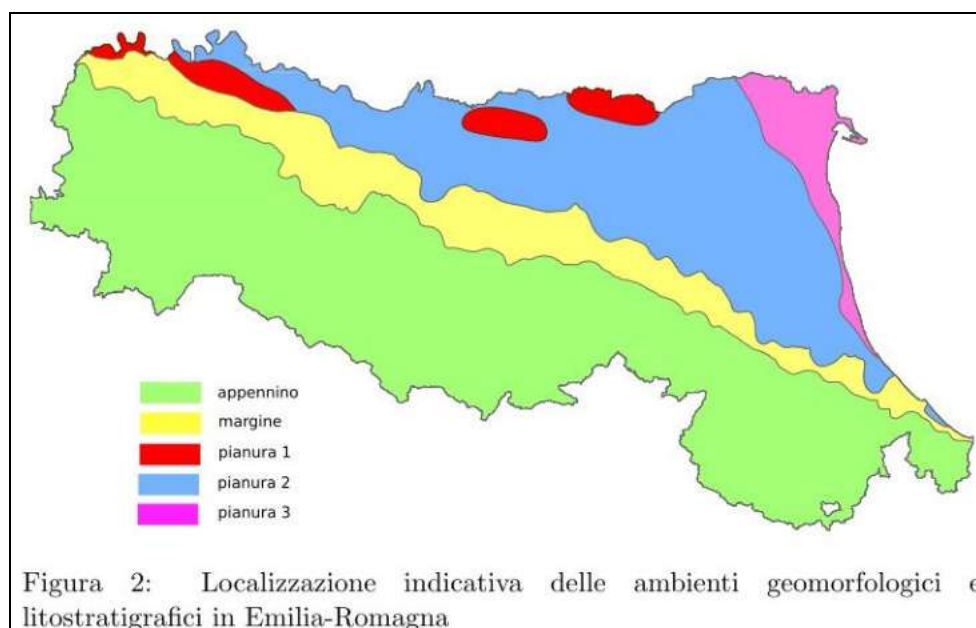 appennino
margine
pianura 1
pianura 2
pianura 3
Figura 2: Localizzazione indicativa delle ambienti geomorfologici e
litostratigrafici in Emilia-Romagna